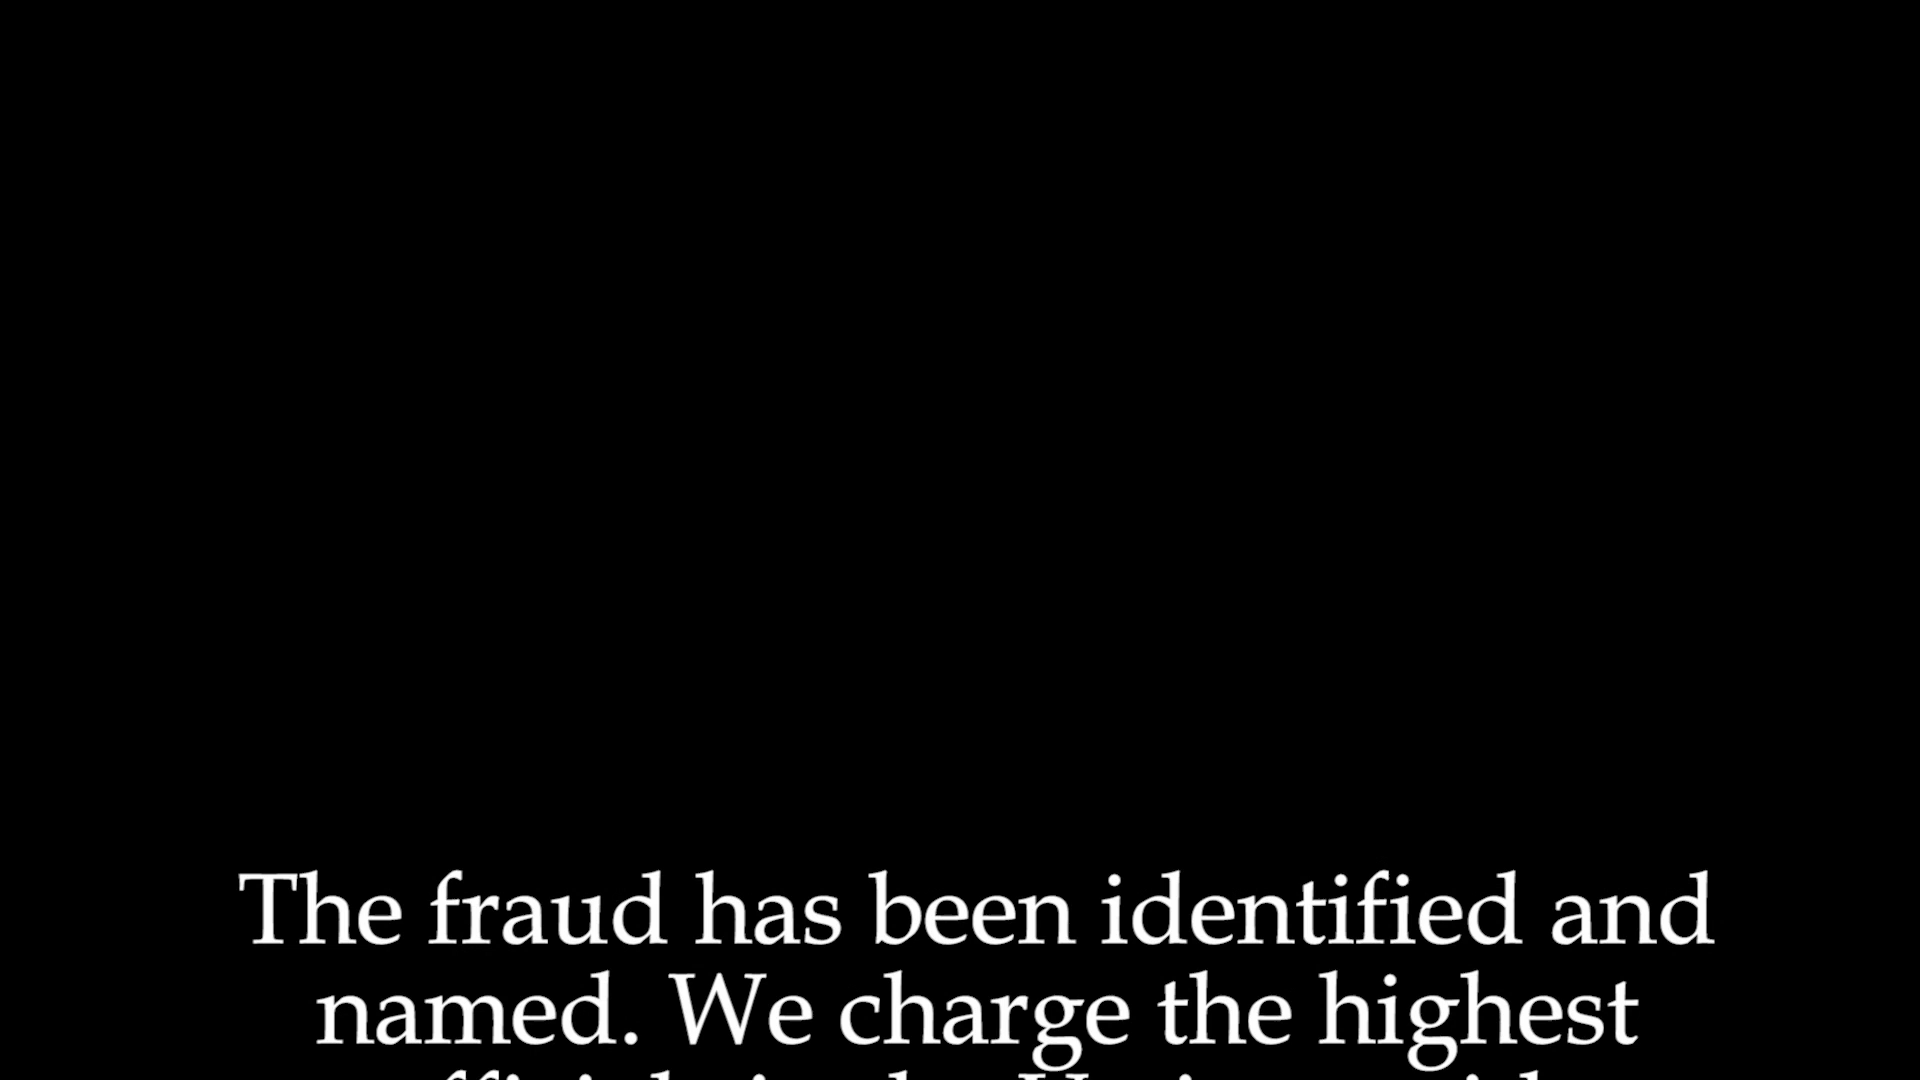 The fraud has been identified and
named. We charge the highest